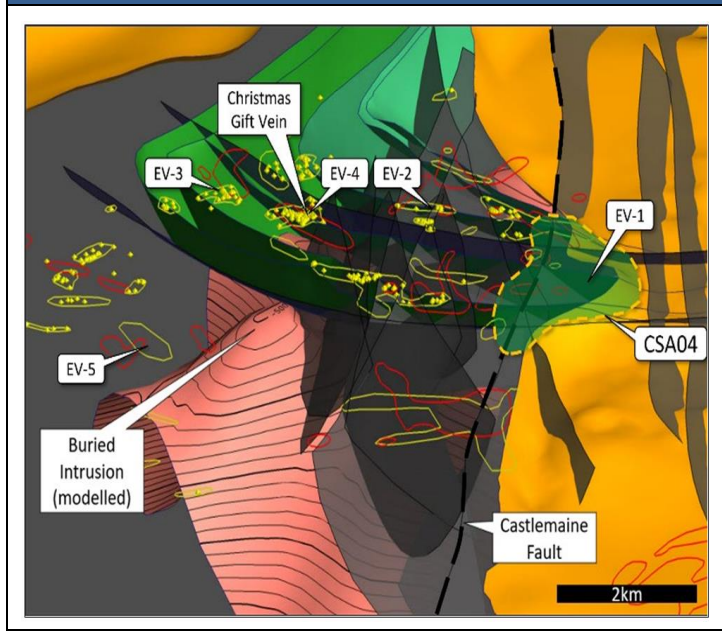 Christmas
Gift Vein
EV-3
EV-4
EV-2
EV-1
CSA04
EV-5
Buried
Intrusion
(modelled)
Castlemaine
Fault
2km